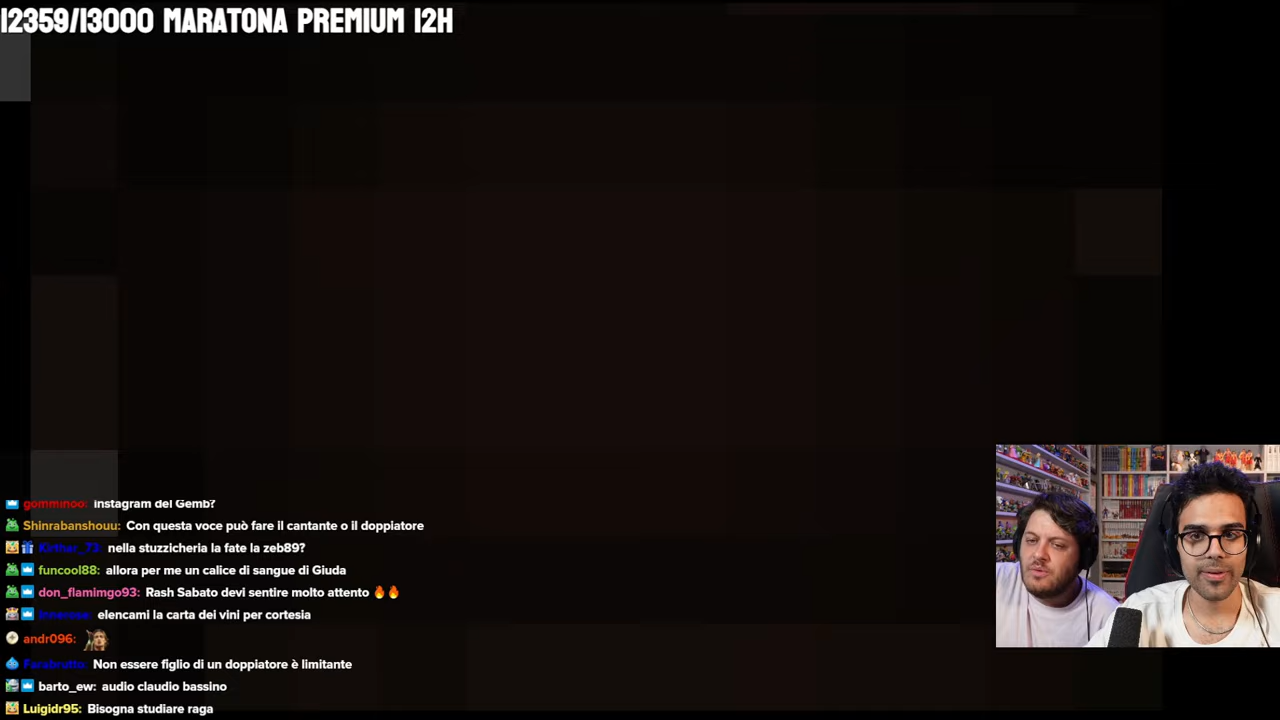 12359/13000 MARATONA PREMIUM 12H
gomminoo: instagram del Gemb?
Shinrabanshouu: Con questa voce può fare il cantante o il doppiatore
Kirthar_73: nella stuzzicheria la fate la zeb89?
funcool88: allora per me un calice di sangue di Giuda
don_flamimgo93: Rash Sabato devi sentire molto attento 🔥🔥
elencami la carta dei vini per cortesia
andr096:
Farabrutto: Non essere figlio di un doppiatore è limitante
barto_ew: audio claudio bassino
Luigidr95: Bisogna studiare raga